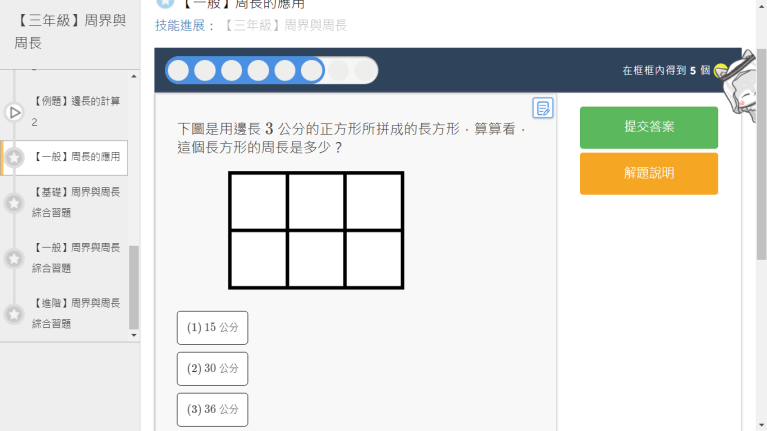 【三年級】周界與
周長
【例題】邊長的計算
2
【一般】周長的應用
【基礎】周界與周長
綜合習題
【一般】周界與周長
綜合習題
【進階】周界與周長
綜合習題
【一般】周長的應用
技能進展：【三年級】周界與周長
在框框內得到 5 個
下圖是用邊長 3 公分的正方形所拼成的長方形，算算看，
這個長方形的周長是多少？
(1) 15 公分
(2) 30 公分
(3) 36 公分
提交答案
解題說明